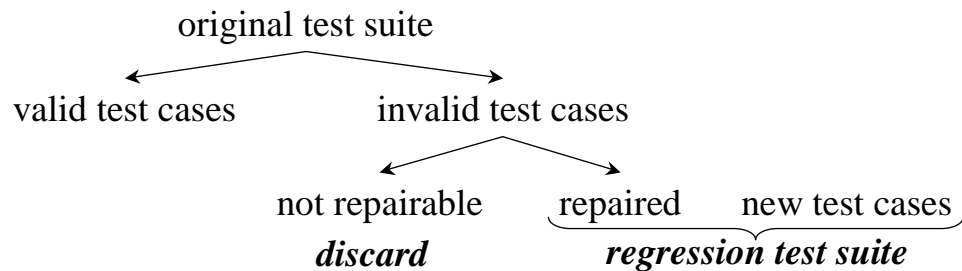 original test suite
valid test cases invalid test cases
not repairable repaired new test cases
discard regression test suite